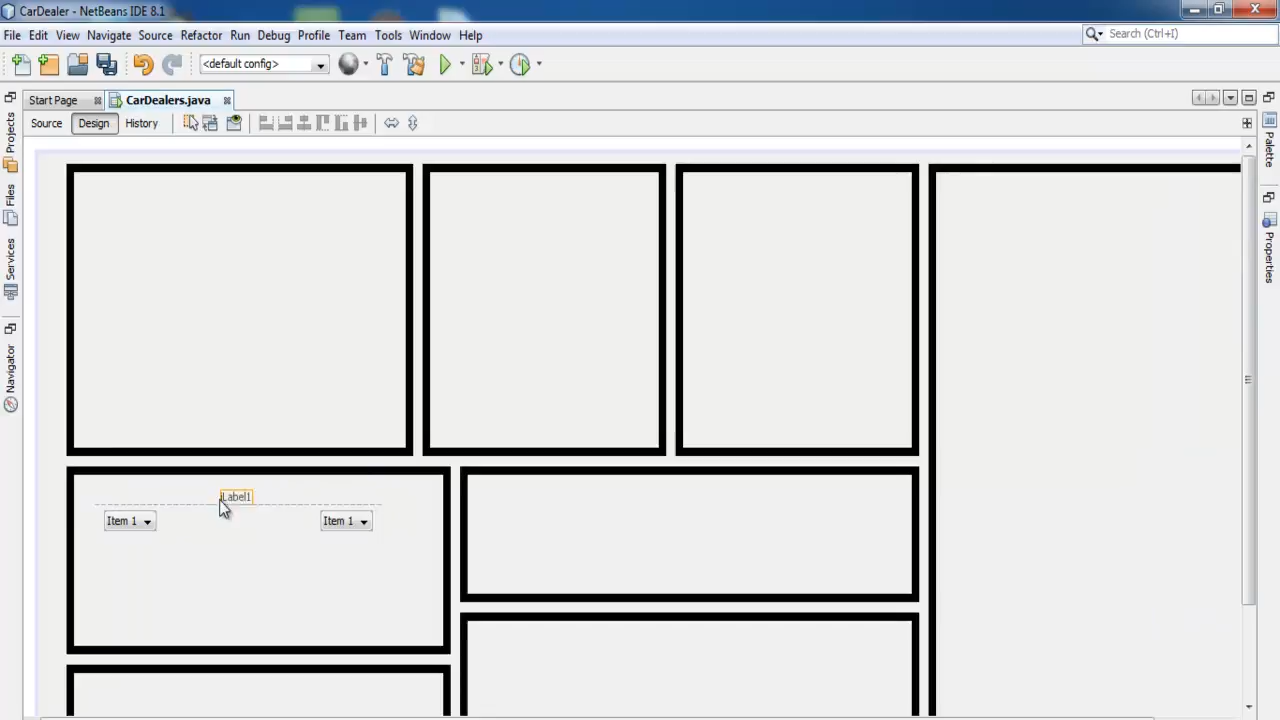 CarDealer - NetBeans IDE 8.1
File Edit View Navigate Source Refactor Run Debug Profile Team Tools Window Help
Search (Ctrl+I)
<default config>
Start Page CarDealers.java
Source Design History
Projects
Files
Services
Navigator
Palette
Properties
jLabel1
Item 1 Item 1